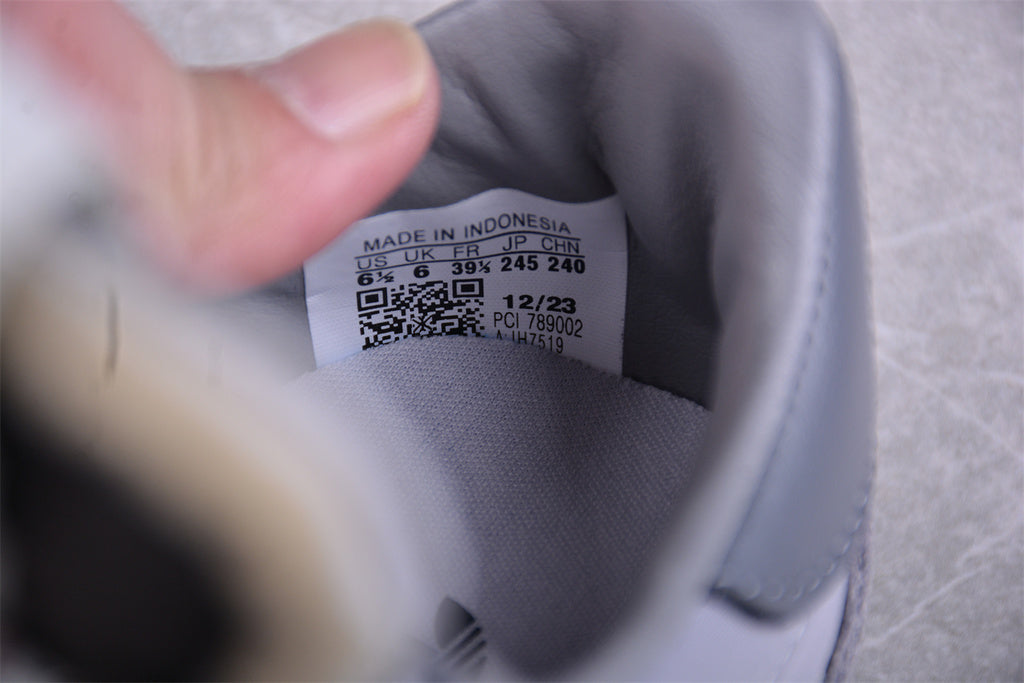 MADE IN INDONESIA
US UK FR JP CHN
6½ 6 39⅓ 245 240
12/23
PCI 789002